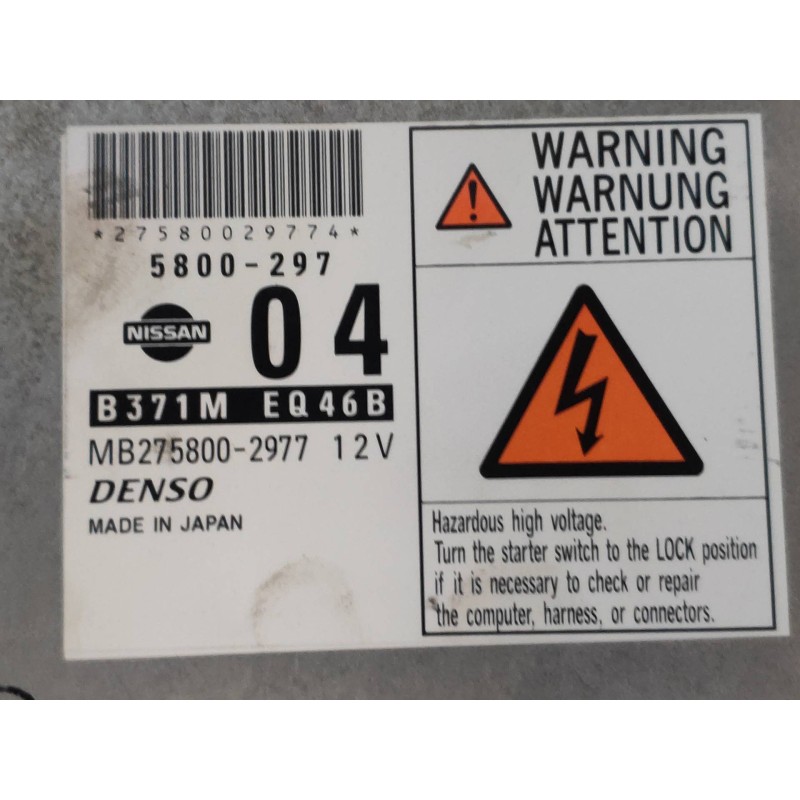 *27580029774*
5800-297
NISSAN
04
B371M EQ46B
MB275800-2977 12V
DENSO
MADE IN JAPAN
!
WARNING
WARNUNG
ATTENTION
Hazardous high voltage.
Turn the starter switch to the LOCK position
if it is necessary to check or repair
the computer, harness, or connectors.